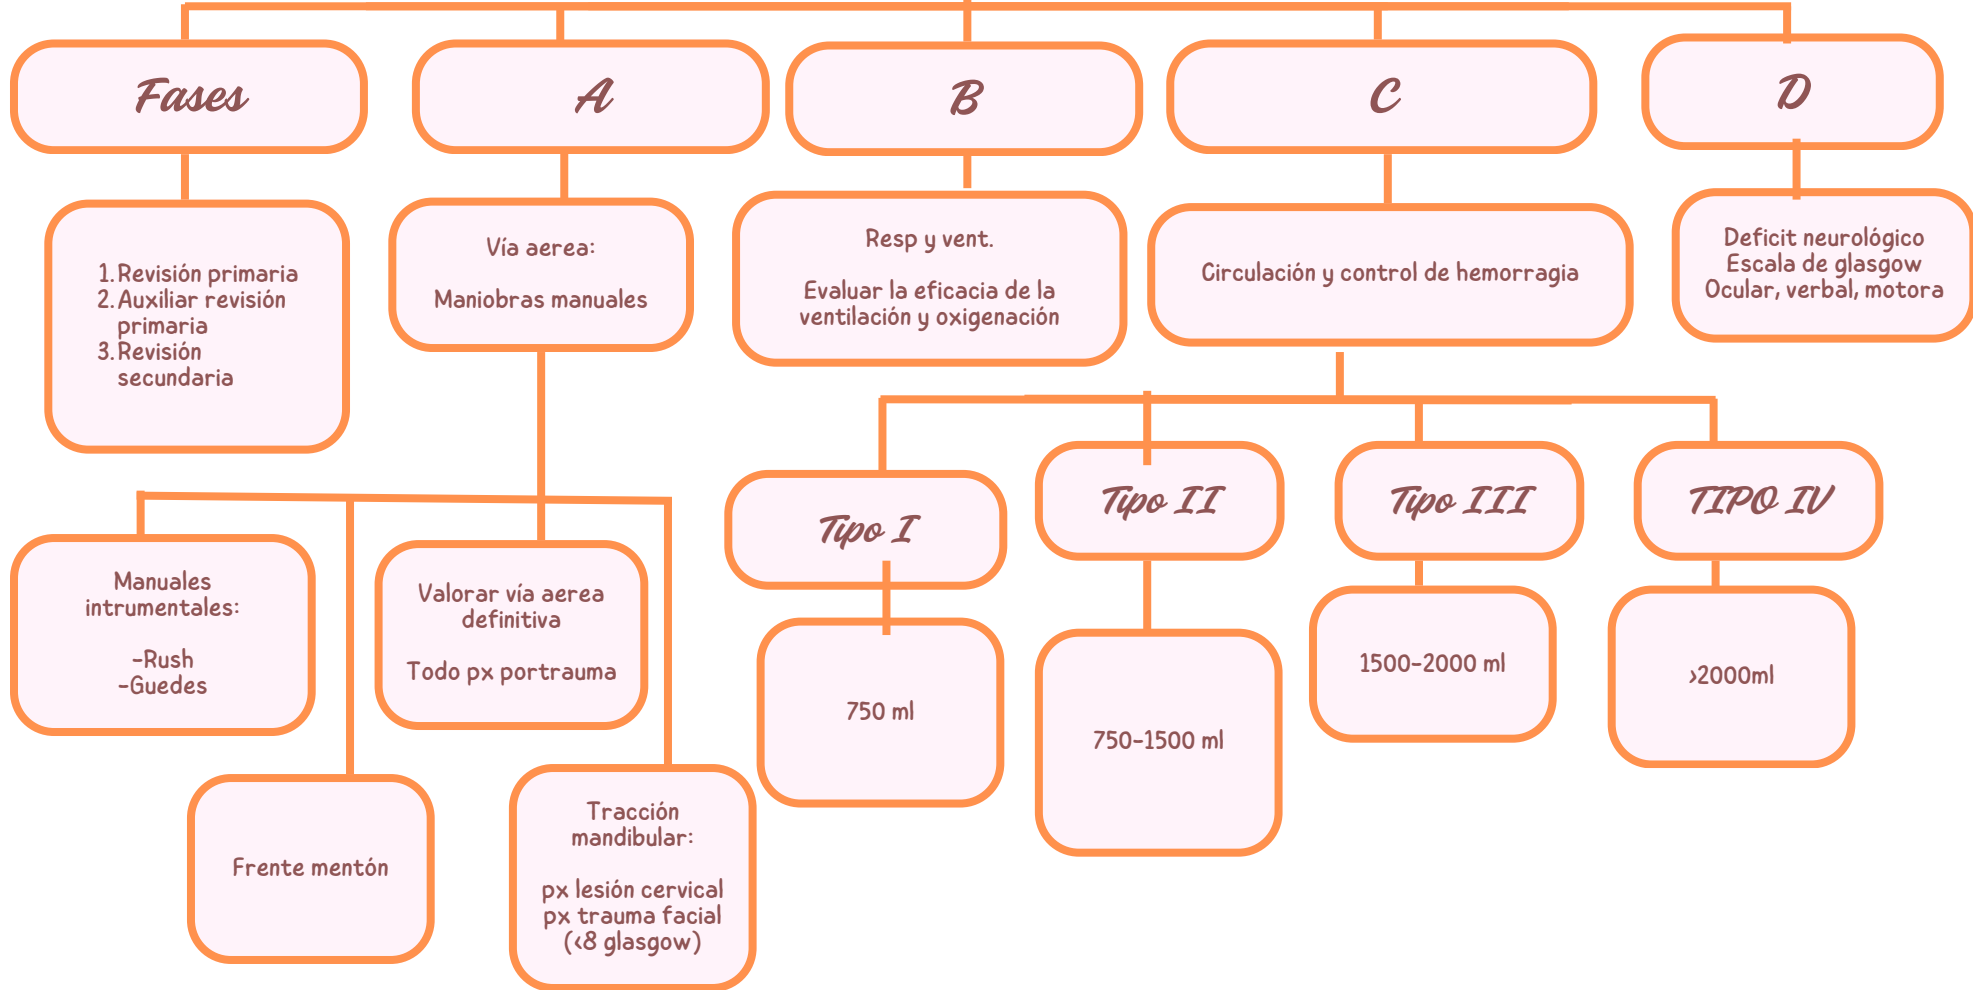 Fases
A
B
C
D
1. Revisión primaria
2. Auxiliar revisión
primaria
3. Revisión
secundaria
Vía aerea:
Maniobras manuales
Resp y vent.
Evaluar la eficacia de la
ventilación y oxigenación
Circulación y control de hemorragia
Deficit neurológico
Escala de glasgow
Ocular, verbal, motora
Manuales
intrumentales:
-Rush
-Guedes
Frente mentón
Valorar vía aerea
definitiva
Todo px portrauma
Tracción
mandibular:
px lesión cervical
px trauma facial
(<8 glasgow)
Tipo I
750 ml
Tipo II
750-1500 ml
Tipo III
1500-2000 ml
TIPO IV
>2000ml